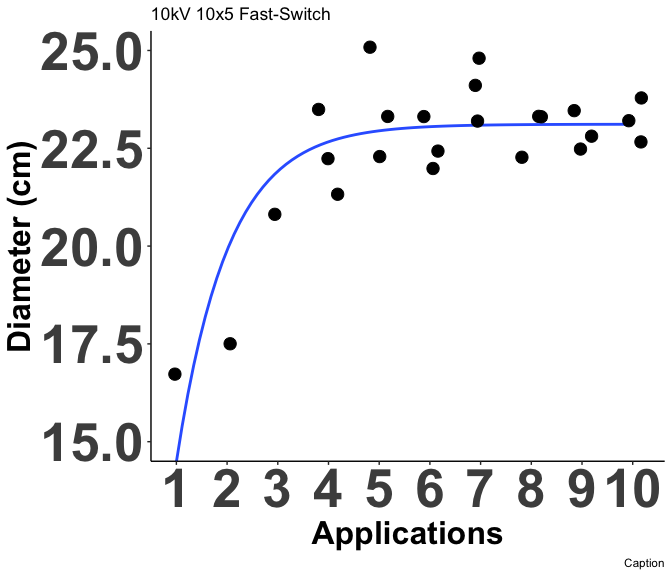 10kV 10x5 Fast-Switch
Diameter (cm)
25.0
22.5
20.0
17.5
15.0
1 2 3 4 5 6 7 8 9 10
Applications
Caption